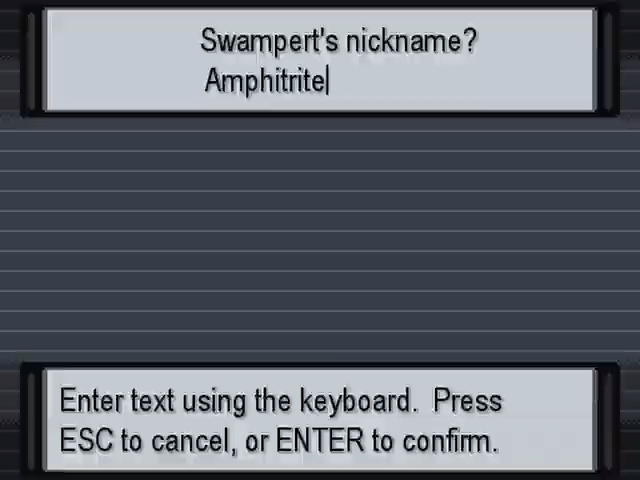 Swampert's nickname?
Amphitrite
Enter text using the keyboard.  Press
ESC to cancel, or ENTER to confirm.